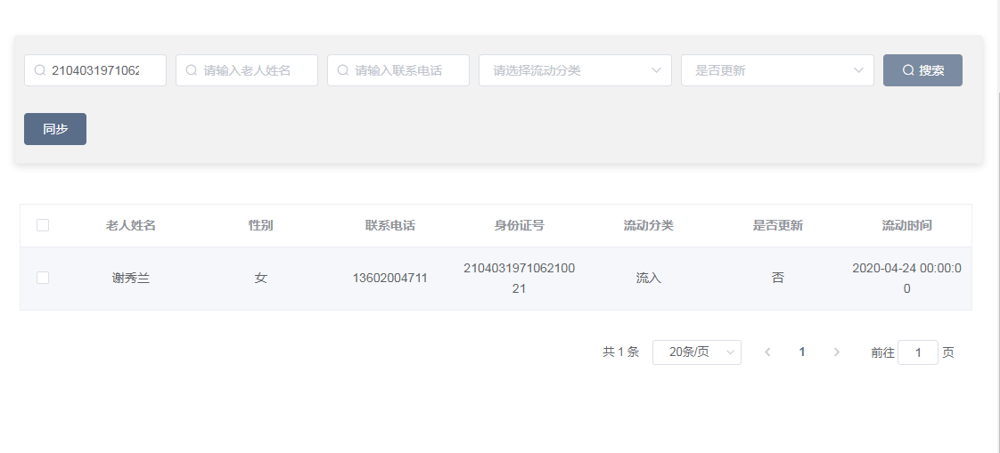 2104031971062
请输入老人姓名
请输入联系电话
请选择流动分类
是否更新
搜索
同步
老人姓名 性别 联系电话 身份证号 流动分类 是否更新 流动时间
谢秀兰 女 13602004711 2104031971062100 流入 否 2020-04-24 00:00:0
21 0
共 1 条 20条/页 1 前往 1 页